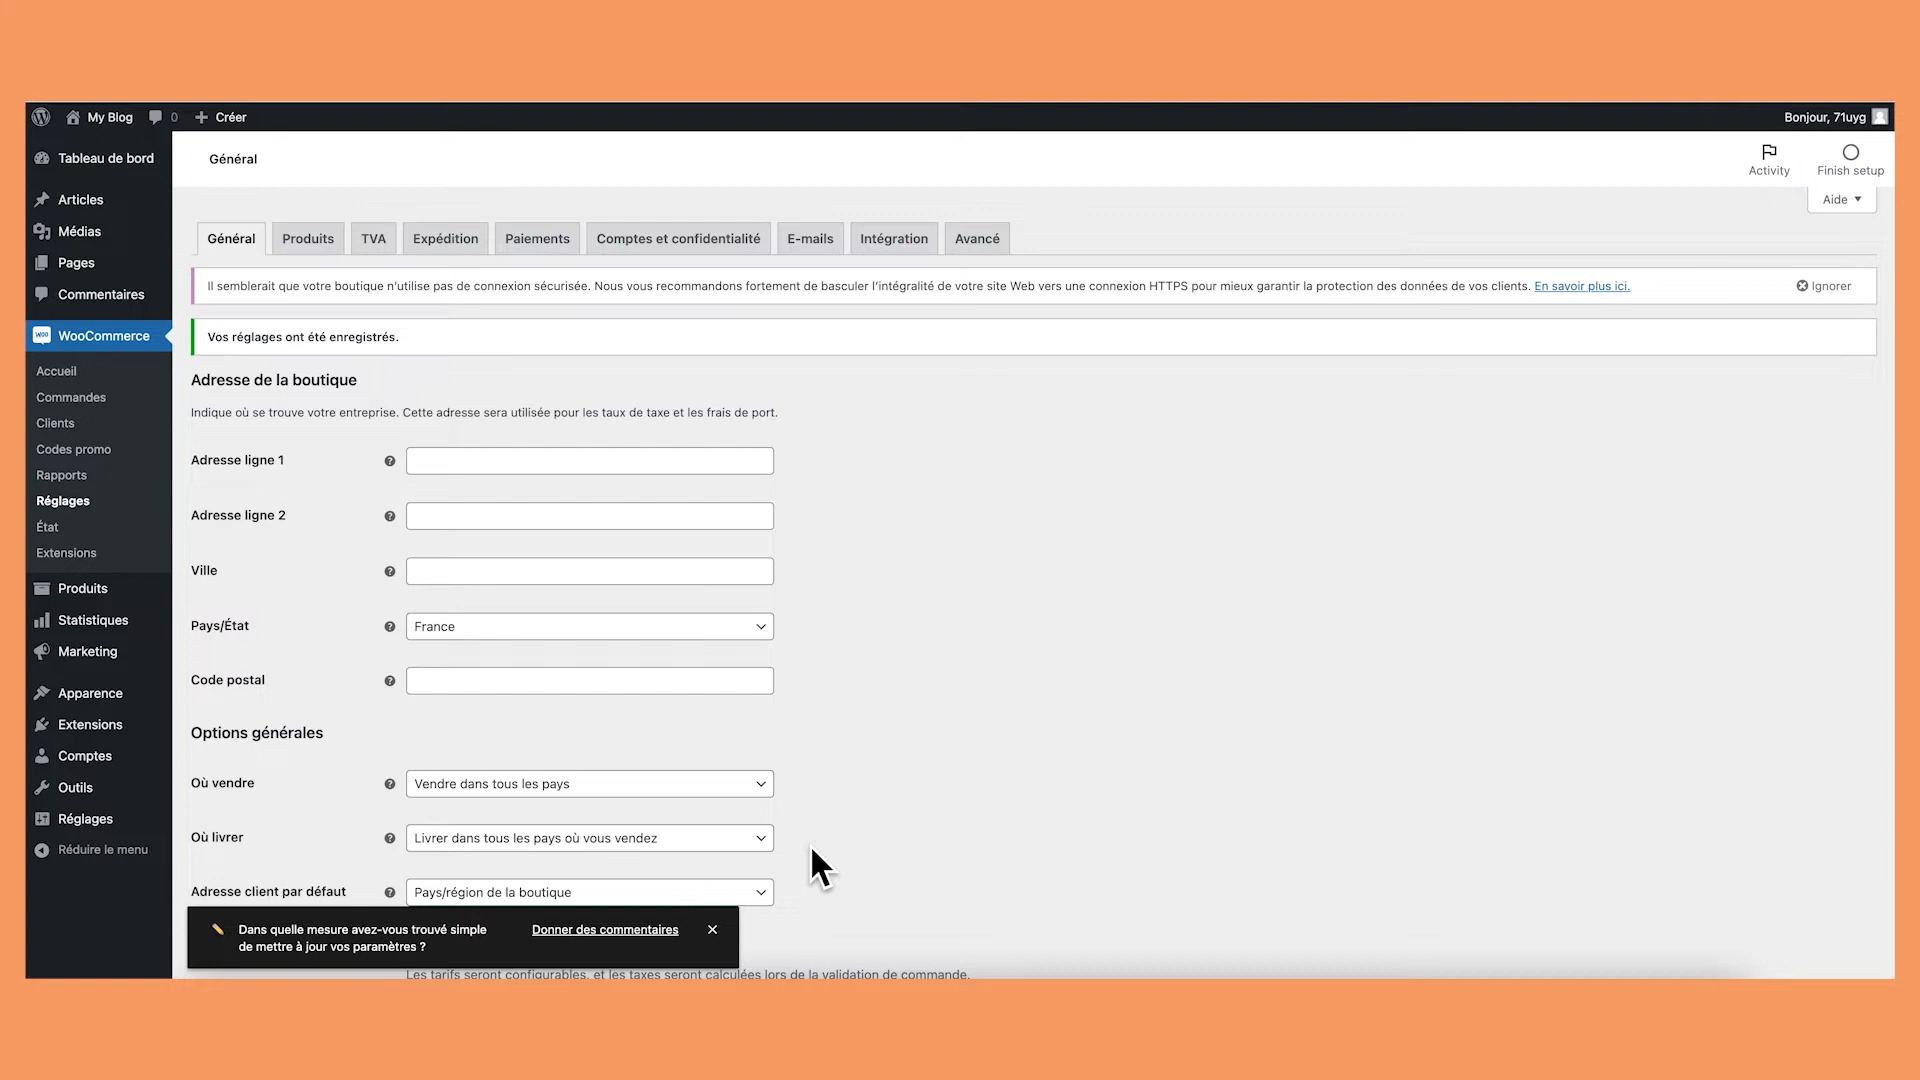 My Blog 0 Créer Bonjour, 71uyg
Tableau de bord
Articles
Médias
Pages
Commentaires
WooCommerce
Accueil
Commandes
Clients
Codes promo
Rapports
Réglages
État
Extensions
Produits
Statistiques
Marketing
Apparence
Extensions
Comptes
Outils
Réglages
Réduire le menu
Général
Activity
Finish setup
Aide
Général Produits TVA Expédition Paiements Comptes et confidentialité E-mails Intégration Avancé
Il semblerait que votre boutique n'utilise pas de connexion sécurisée. Nous vous recommandons fortement de basculer l'intégralité de votre site Web vers une connexion HTTPS pour mieux garantir la protection des données de vos clients. En savoir plus ici. Ignorer
Vos réglages ont été enregistrés.
Adresse de la boutique
Indique où se trouve votre entreprise. Cette adresse sera utilisée pour les taux de taxe et les frais de port.
Adresse ligne 1
Adresse ligne 2
Ville
Pays/État France
Code postal
Options générales
Où vendre Vendre dans tous les pays
Où livrer Livrer dans tous les pays où vous vendez
Adresse client par défaut Pays/région de la boutique
Dans quelle mesure avez-vous trouvé simple Donner des commentaires
de mettre à jour vos paramètres ?
Les tarifs seront configurables, et les taxes seront calculées lors de la validation de commande.